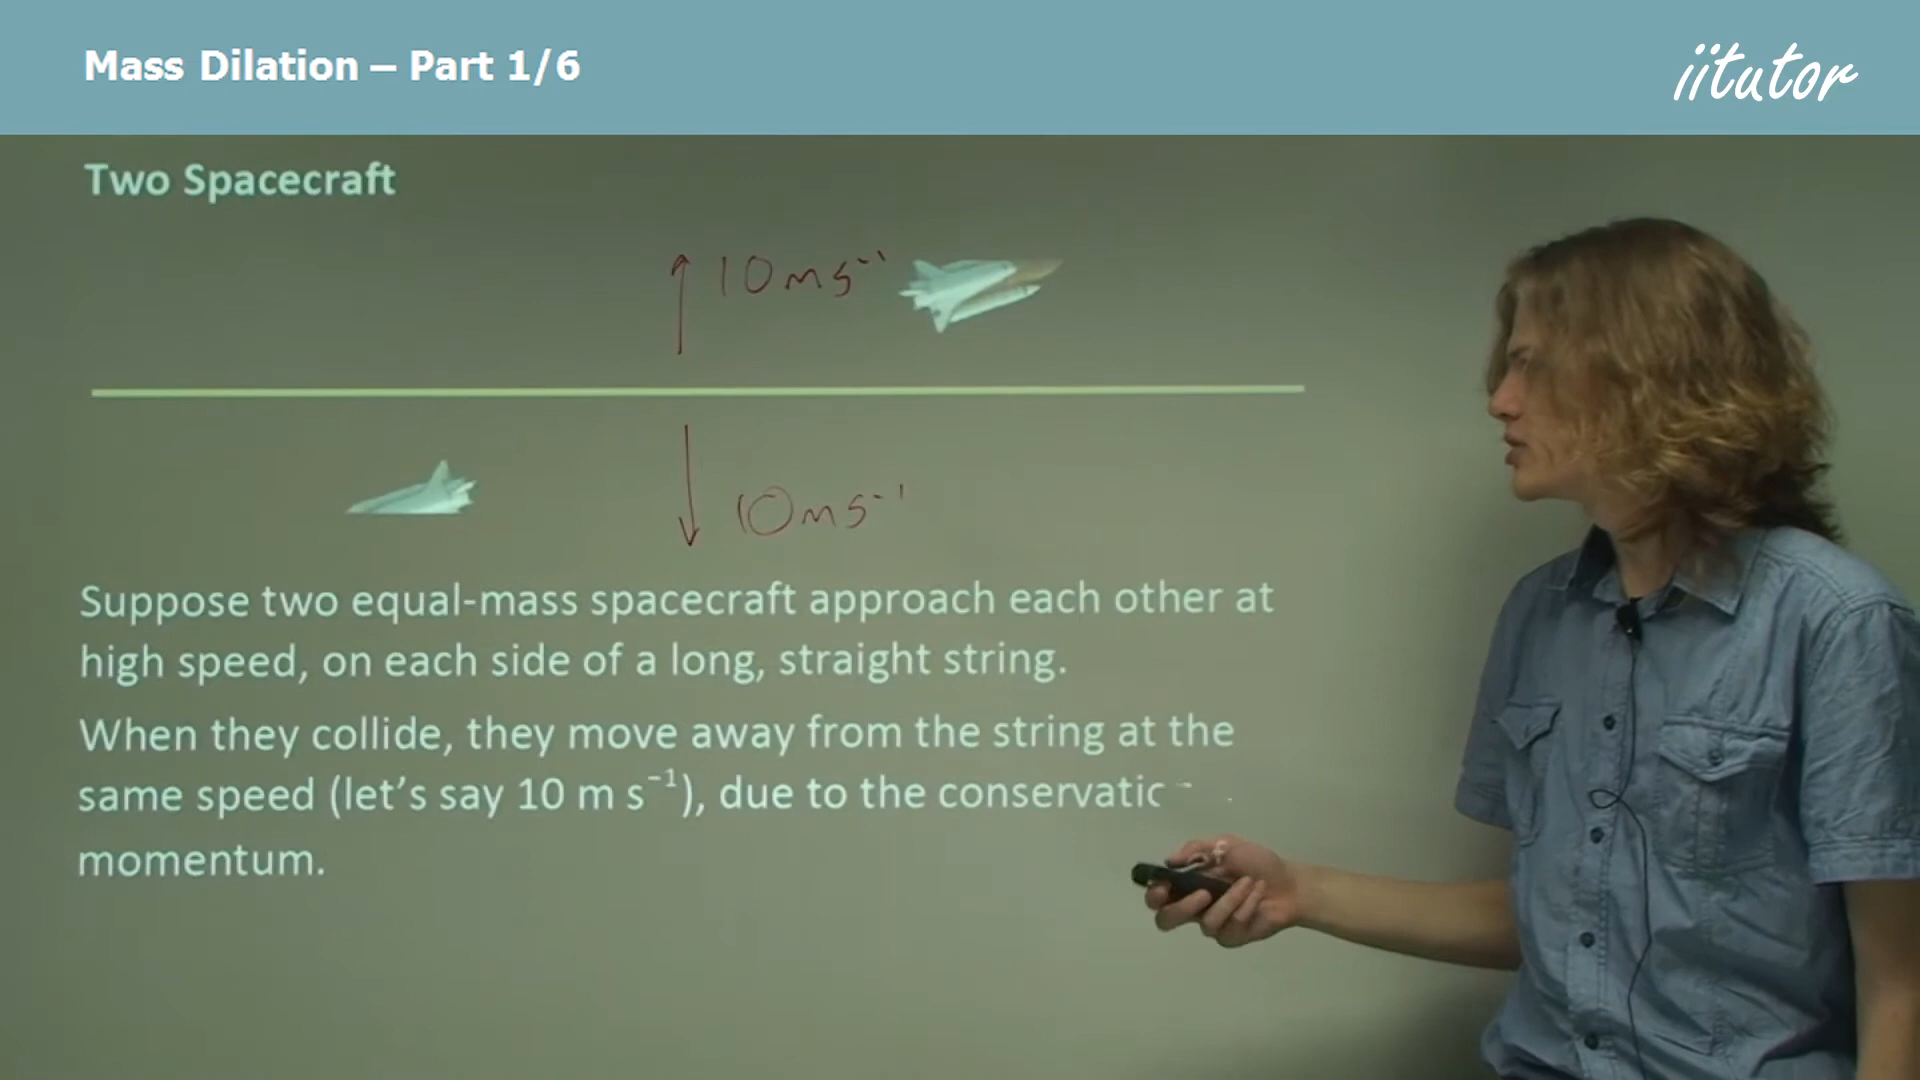 Mass Dilation – Part 1/6
iitutor
Two Spacecraft
10ms⁻¹
10ms⁻¹
Suppose two equal-mass spacecraft approach each other at
high speed, on each side of a long, straight string.
When they collide, they move away from the string at the
same speed (let’s say 10 m s⁻¹), due to the
momentum.